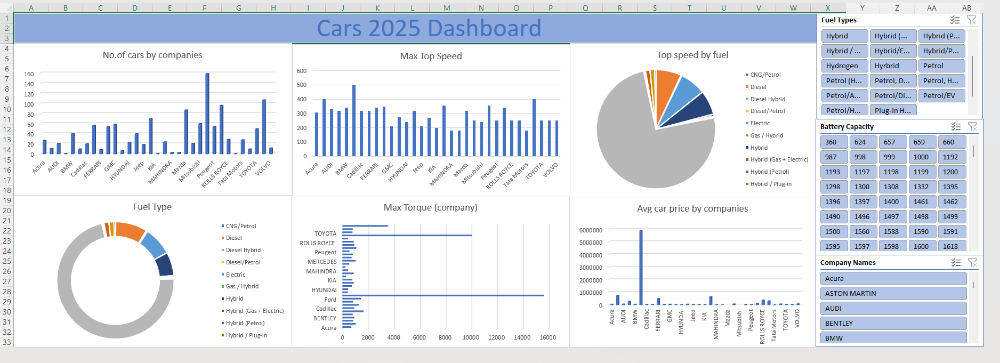 A B C D E F G H I J K L M N O P Q R S T U V W X Y Z AA AB
1
2
3
4
5
6
7
8
9
10
11
12
13
14
15
16
17
18
19
20
21
22
23
24
25
26
27
28
29
30
31
32
33
Cars 2025 Dashboard
No.of cars by companies
160
140
120
100
80
60
40
20
0
Acura AUDI BMW Cadillac FERRARI GMC HYUNDAI Jeep KIA MAHINDRA Mazda Mitsubishi Peugeot ROLLS ROYCE Tata Motors TOYOTA VOLVO
Max Top Speed
600
500
400
300
200
100
0
Acura AUDI BMW Cadillac FERRARI GMC HYUNDAI Jeep KIA MAHINDRA Mazda Mitsubishi Peugeot ROLLS ROYCE Tata Motors TOYOTA VOLVO
Top speed by fuel
CNG/Petrol
Diesel
Diesel Hybrid
Diesel/Petrol
Electric
Gas / Hybrid
Hybrid
Hybrid (Gas + Electric)
Hybrid (Petrol)
Hybrid / Plug-in
Fuel Type
CNG/Petrol
Diesel
Diesel Hybrid
Diesel/Petrol
Electric
Gas / Hybrid
Hybrid
Hybrid (Gas + Electric)
Hybrid (Petrol)
Hybrid / Plug-in
Max Torque (company)
TOYOTA
ROLLS ROYCE
Peugeot
MERCEDES
MAHINDRA
KIA
HYUNDAI
Ford
Cadillac
BENTLEY
Acura
0 2000 4000 6000 8000 10000 12000 14000 16000
Avg car price by companies
6000000
5000000
4000000
3000000
2000000
1000000
0
Acura AUDI BMW Cadillac FERRARI GMC HYUNDAI Jeep KIA MAHINDRA Mazda Mitsubishi Peugeot ROLLS ROYCE Tata Motors TOYOTA VOLVO
Fuel Types
Hybrid Hybrid (... Hybrid (P...
Hybrid / ... Hybrid/E... Hybrid/P...
Hydrogen Hyrbrid Petrol
Petrol (H... Petrol, D... Petrol, H...
Petrol/A... Petrol/Di... Petrol/EV
Petrol/H... Plug-in H...
Battery Capacity
360 624 657 659 660
987 998 999 1000 1192
1193 1197 1198 1199 1200
1298 1300 1308 1332 1395
1396 1397 1400 1461 1462
1490 1496 1497 1498 1499
1500 1560 1588 1590 1591
1595 1597 1598 1600 1618
Company Names
Acura
ASTON MARTIN
AUDI
BENTLEY
BMW